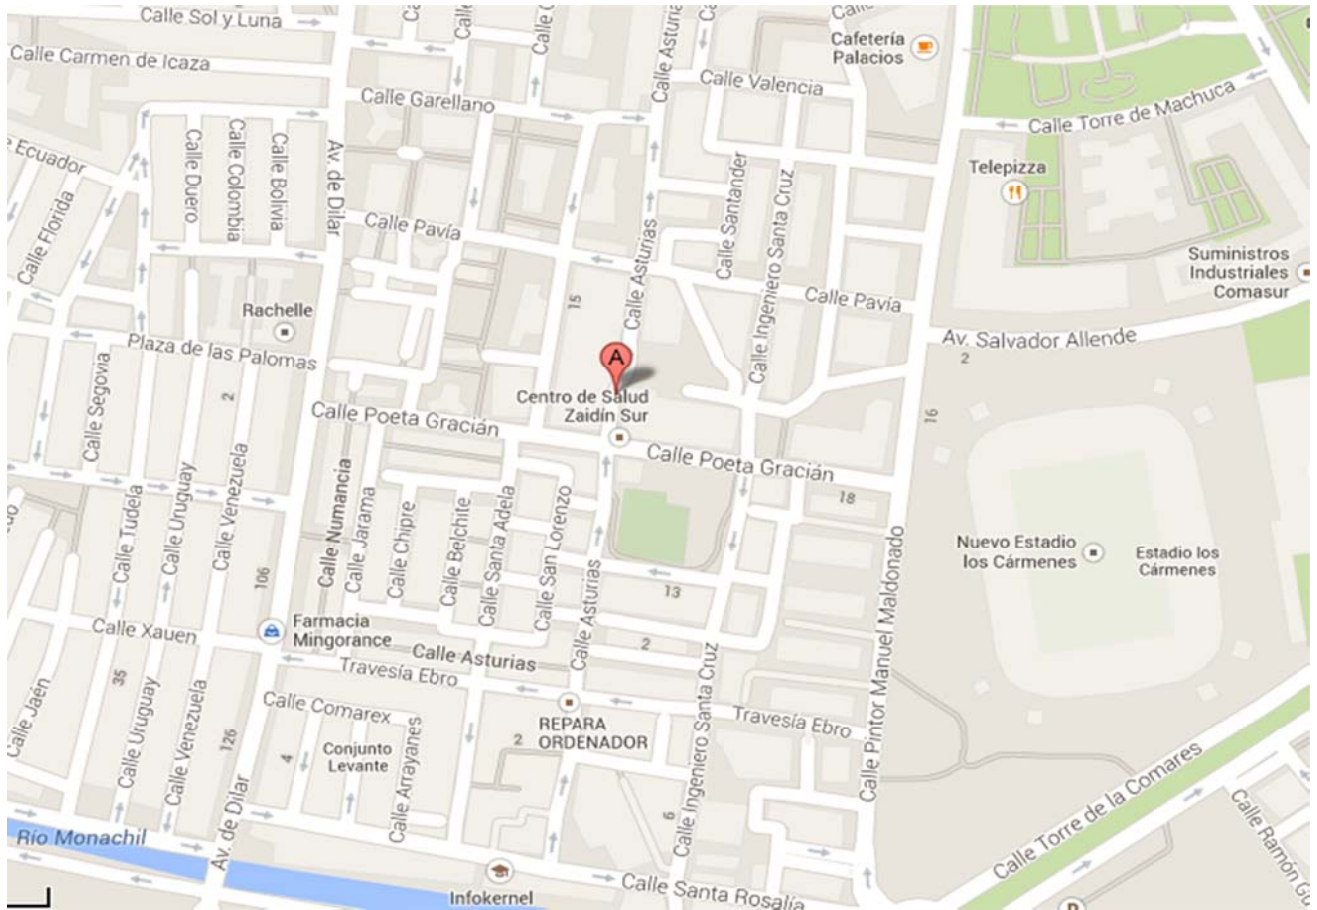 Calle Sol y Luna
Calle C
Calle Asturia
Calle Carmen de Icaza
Cafetería
Palacios
Calle Valencia
Calle Garellano
Calle Torre de Machuca
Ecuador
Calle Duero
Calle Colombia
Calle Bolivia
Av. de Dilar
Telepizza
Calle Florida
Calle Pavía
Calle Asturias
Calle Santander
Calle Ingeniero Santa Cruz
Suministros
Industriales
Comasur
Rachelle
15
Calle Pavía
Av. Salvador Allende
2
Plaza de las Palomas
A
Centro de Salud
Zaidín Sur
Calle Segovia
2
Calle Poeta Gracián
16
Calle Poeta Gracián
18
Calle Tudela
Calle Uruguay
Calle Venezuela
Calle Numancia
Calle Jarama
Calle Chipre
Calle Belchite
Calle Santa Adela
Calle San Lorenzo
Calle Asturias
Nuevo Estadio
los Cármenes
Estadio los
Cármenes
106
13
Calle Pintor Manuel Maldonado
Calle Xauen
Farmacia
Mingorance
Calle Asturias
2
Travesía Ebro
Calle Jaén
35
Calle Uruguay
Calle Venezuela
126
Calle Comarex
4
Conjunto
Levante
Calle Arrayanes
REPARA
ORDENADOR
2
Calle Ingeniero Santa Cruz
6
Travesía Ebro
Calle Torre de la Comares
Calle Ramón Gó
Río Monachil
Av. de Dilar
Infokernel
Calle Santa Rosalía